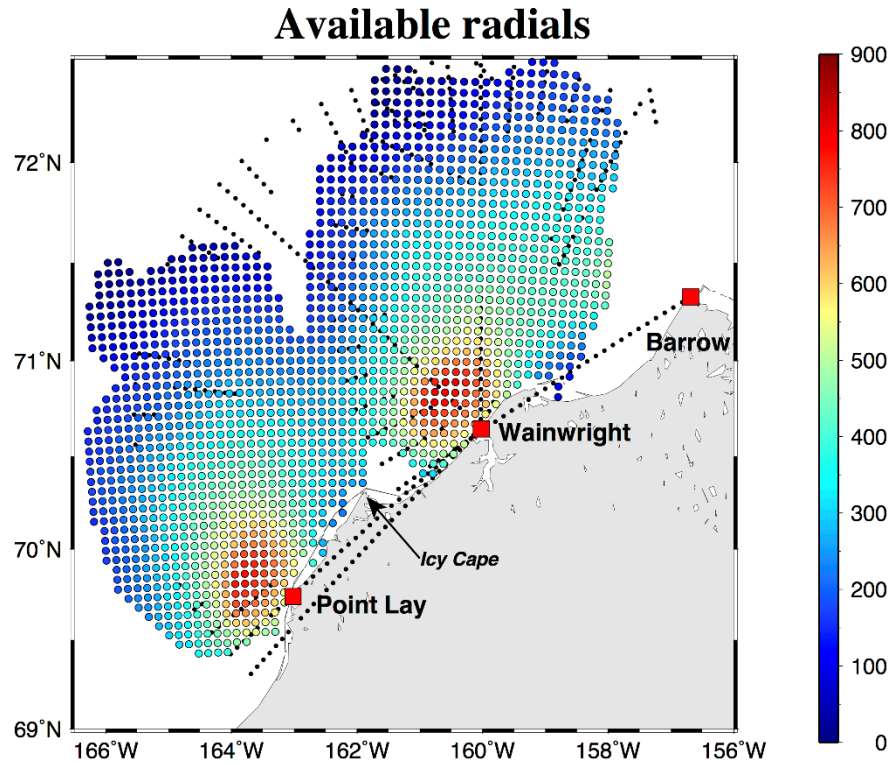 Available radials
72°N
71°N
70°N
69°N
166°W
164°W
162°W
160°W
158°W
156°W
Barrow
Wainwright
Icy Cape
Point Lay
900
800
700
600
500
400
300
200
100
0